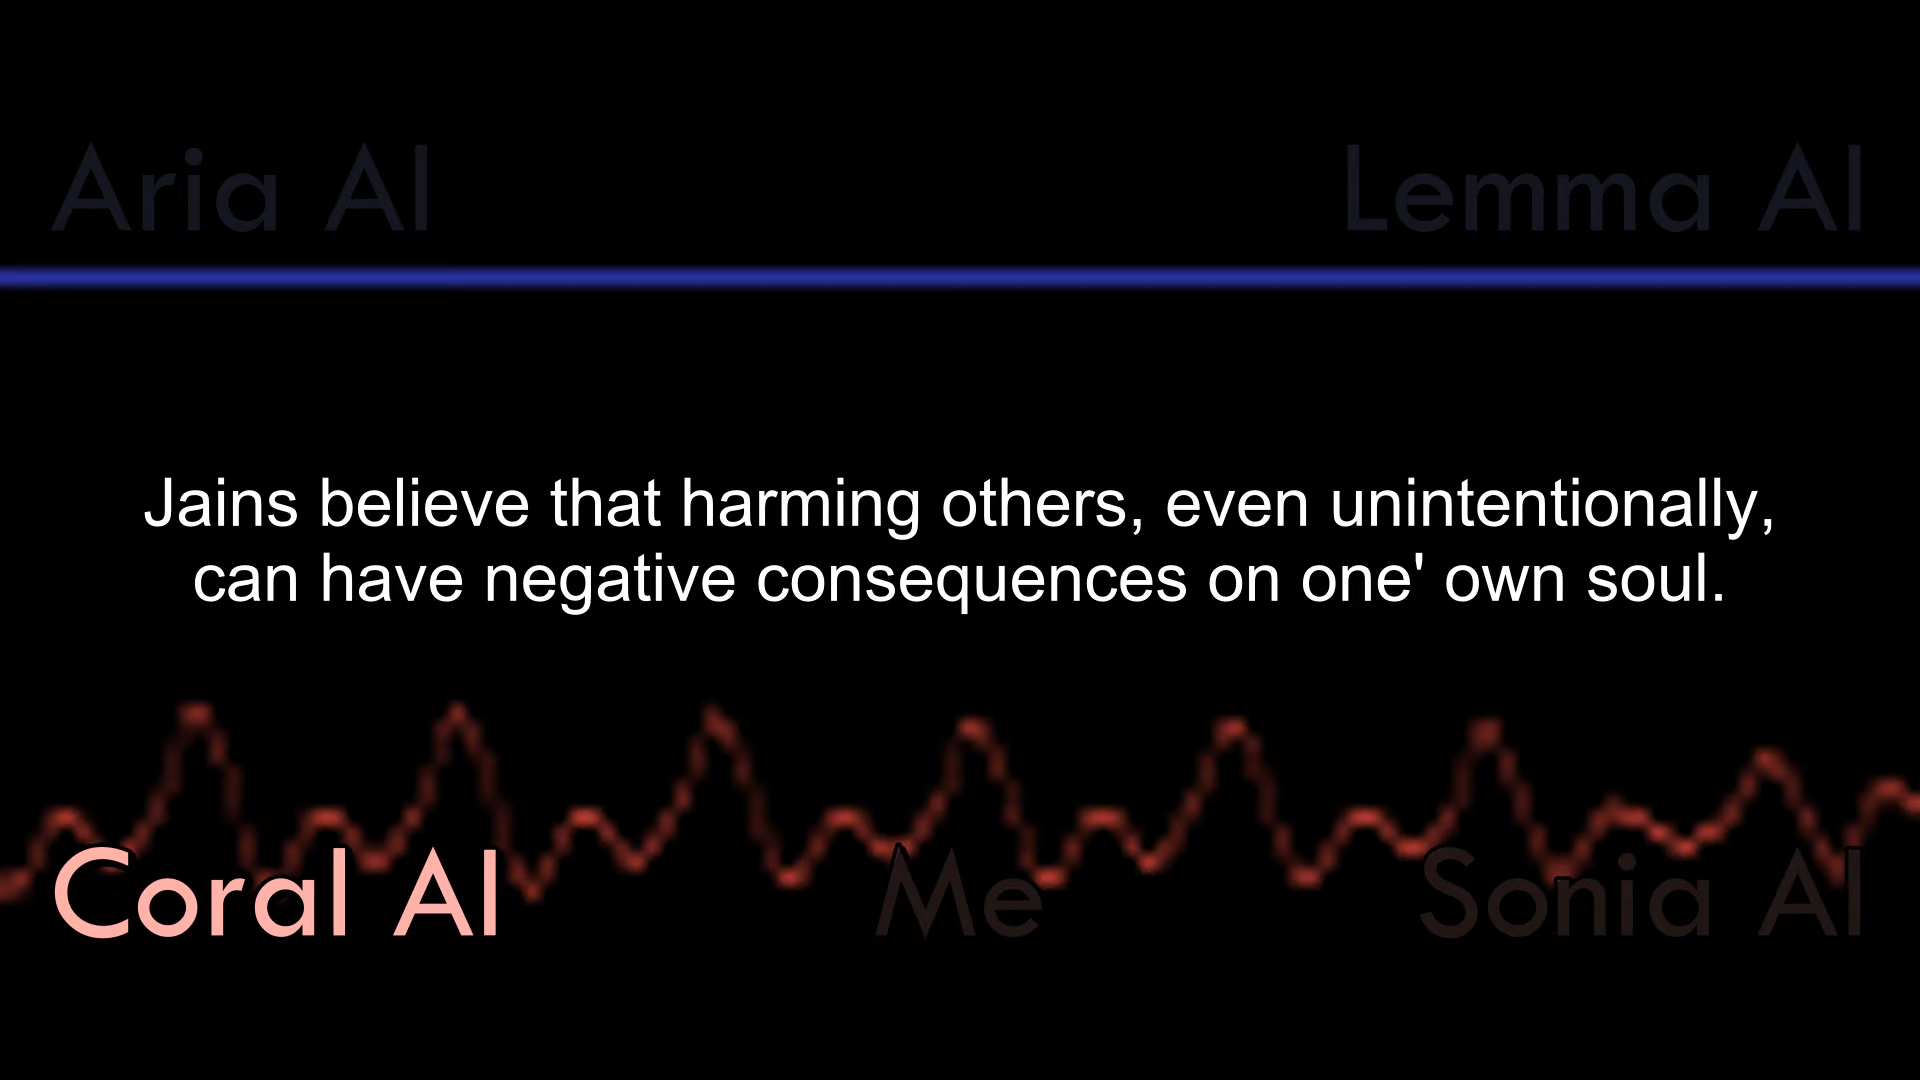 Aria AI
Lemma AI
Jains believe that harming others, even unintentionally,
can have negative consequences on one' own soul.
Coral AI
Me
Sonia AI